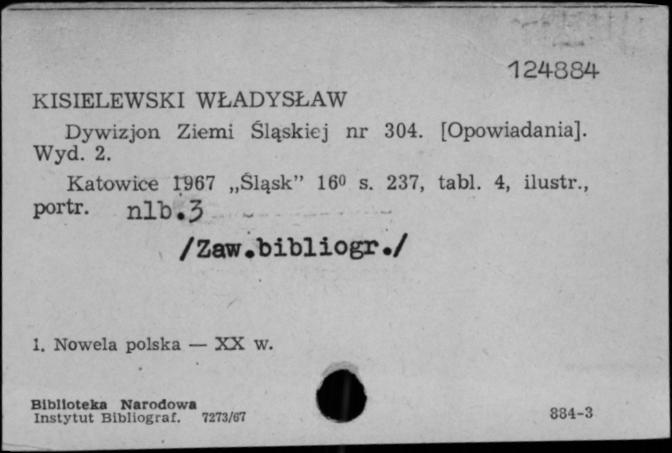 124884
KISIELEWSKI WŁADYSŁAW
Dywizjon Ziemi Śląskiej nr 304. [Opowiadania].
Wyd. 2.
Katowice 1967 „Śląsk” 16⁰ s. 237, tabl. 4, ilustr.,
portr. nlb.3
/Zaw.bibliogr./
1. Nowela polska — XX w.
Biblioteka Narodowa
Instytut Bibliograf. 7273/67
884-3